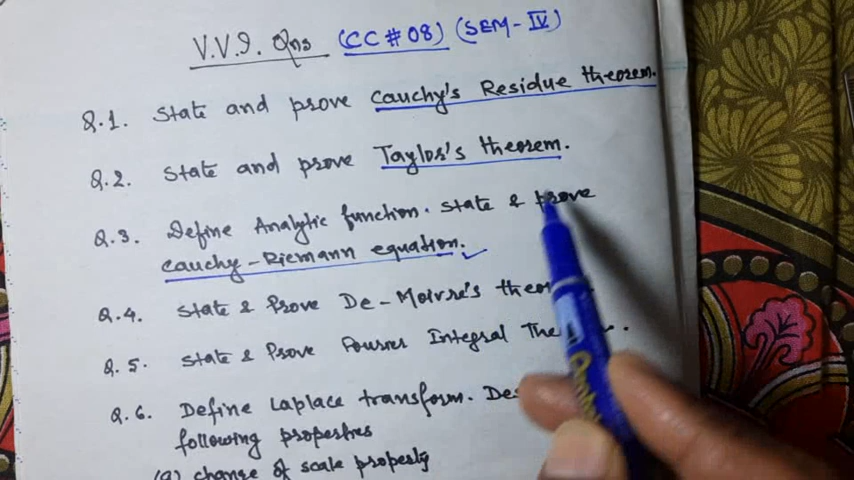 V.V.I. Qns (CC#08) (SEM-IV)
Q.1. State and prove Cauchy's Residue theorem.
Q.2. State and prove Taylor's theorem.
Q.3. Define Analytic function. State & prove
Cauchy-Riemann equation.
Q.4. State & Prove De-Moivre's
Q.5. State & Prove Fourier Integral
Q.6. Define Laplace transform.
following properties
(a) change of scale property